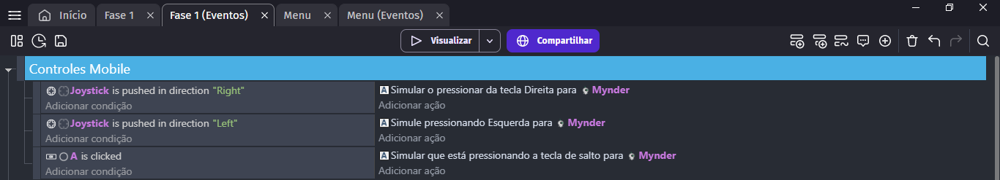 Início
Fase 1
Fase 1 (Eventos)
Menu
Menu (Eventos)
Visualizar
Compartilhar
Controles Mobile
Joystick is pushed in direction "Right"
Adicionar condição
A Simular o pressionar da tecla Direita para Mynder
Adicionar ação
Joystick is pushed in direction "Left"
Adicionar condição
A Simule pressionando Esquerda para Mynder
Adicionar ação
A is clicked
Adicionar condição
A Simular que está pressionando a tecla de salto para Mynder
Adicionar ação